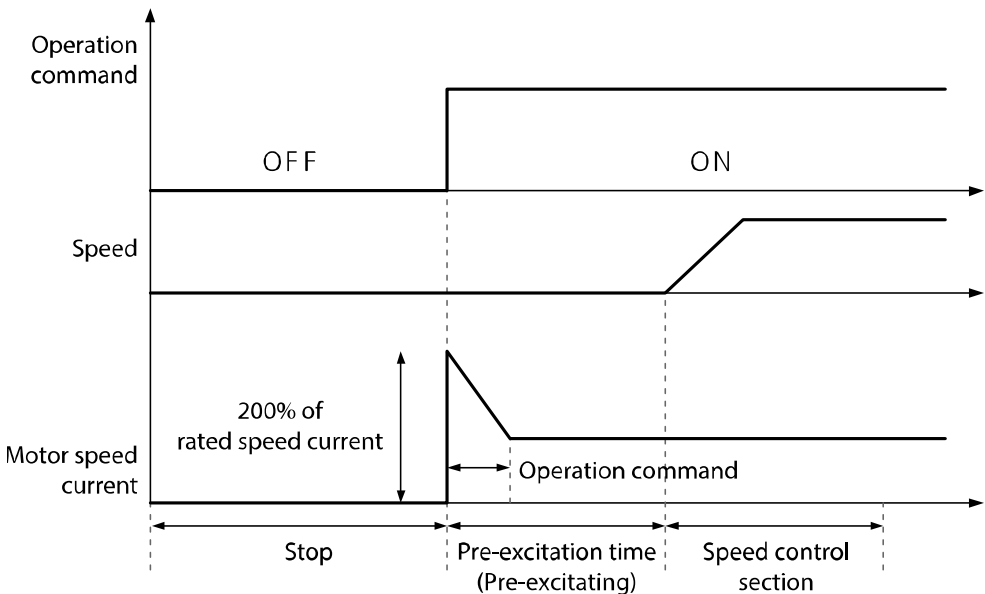 Operation
command
OFF
ON
Speed
200% of
rated speed current
Motor speed
current
Operation command
Stop
Pre-excitation time
(Pre-excitating)
Speed control
section